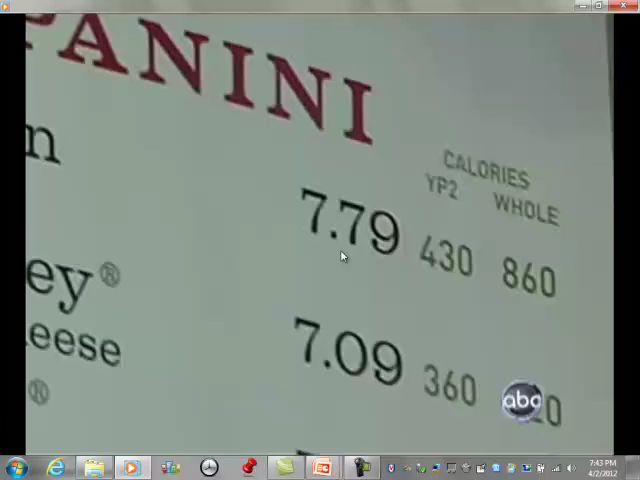 PANINI
CALORIES
YP2 WHOLE
n
7.79 430 860
ey®
7.09 360
eese
®
abc
7:43 PM
4/2/2012